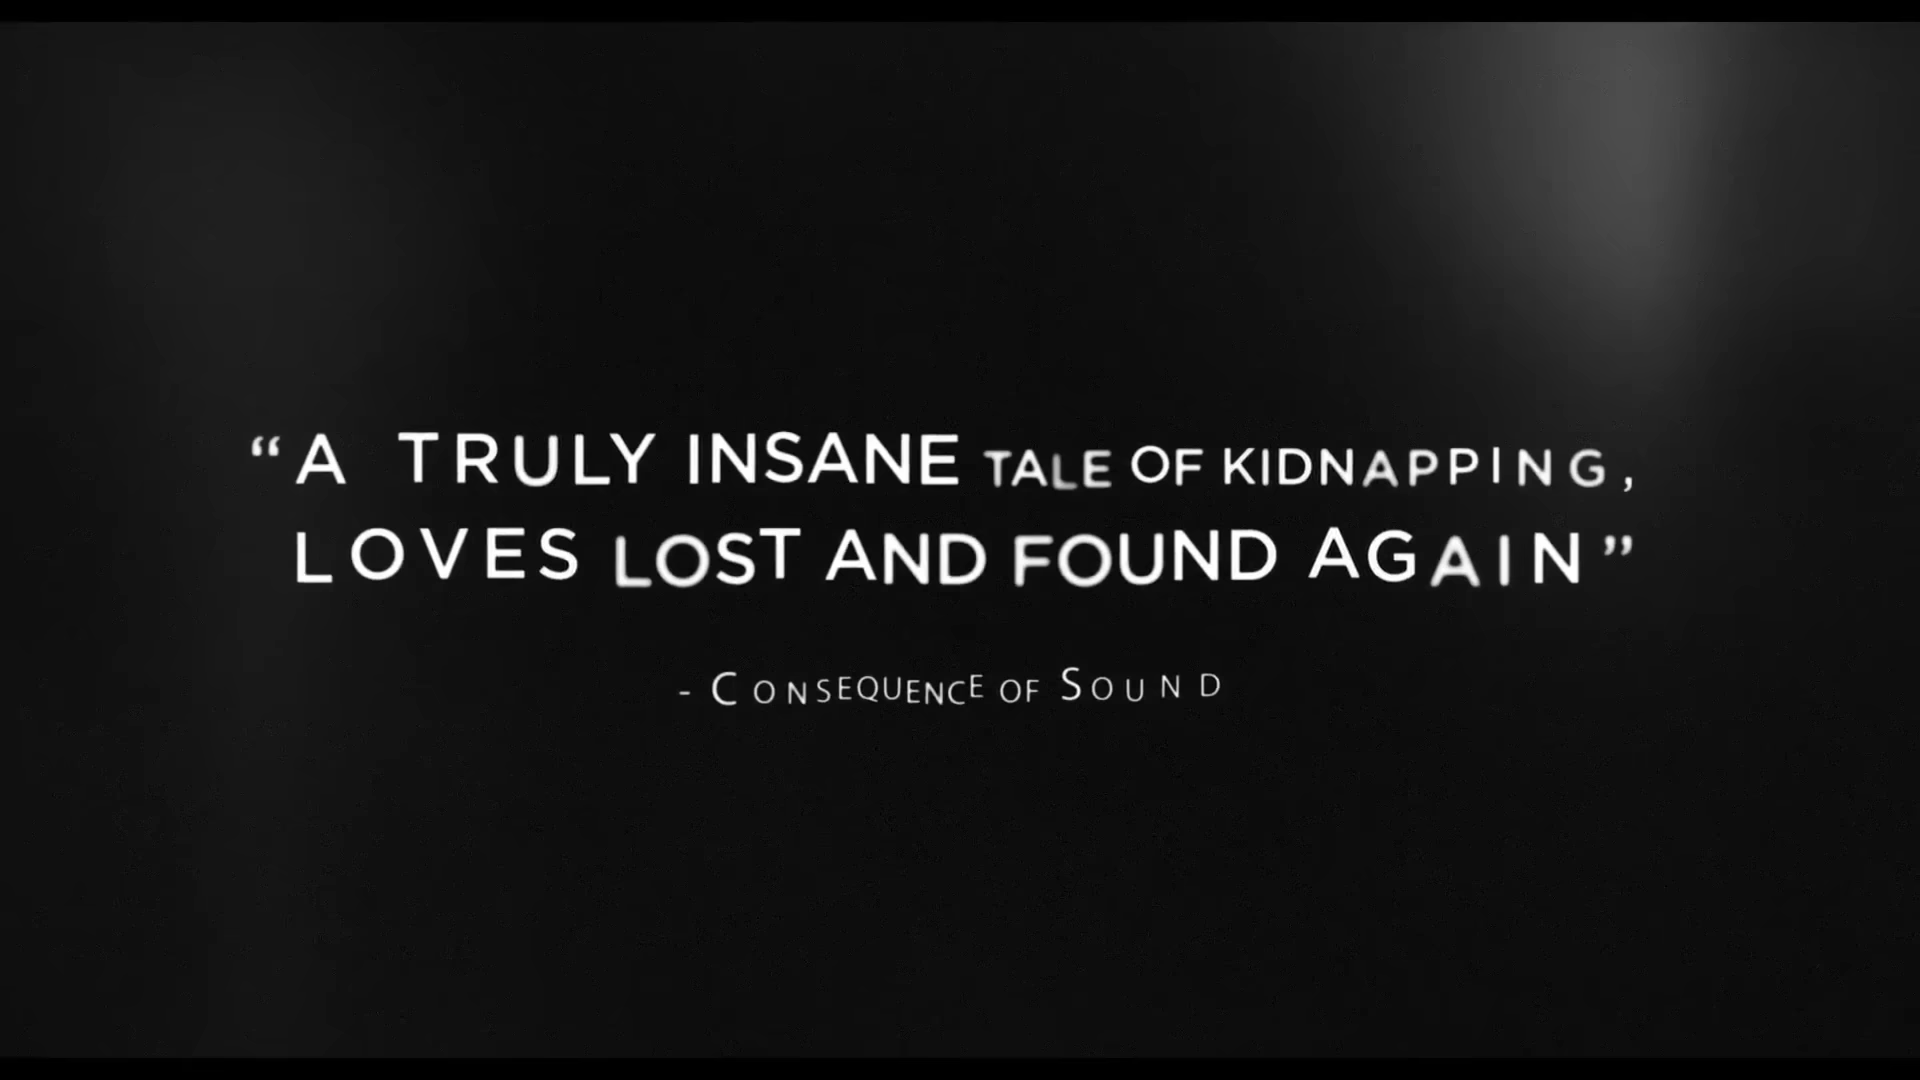 “A TRULY INSANE TALE OF KIDNAPPING,
LOVES LOST AND FOUND AGAIN”
- CONSEQUENCE OF SOUND